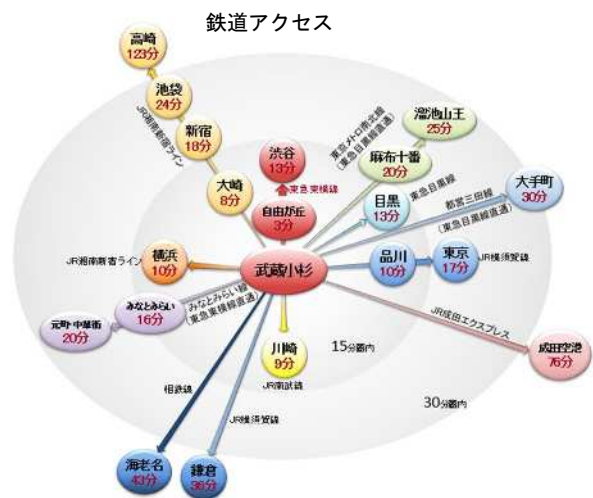 鉄道アクセス
高崎
123分
池袋
24分
JR湘南新宿ライン
新宿
18分
大崎
8分
渋谷
13分
東急東横線
自由が丘
3分
溜池山王
25分
東京メトロ南北線
(東急目黒線直通)
麻布十番
20分
目黒
13分
東急目黒線
大手町
30分
都営三田線
(東急目黒線直通)
武蔵小杉
品川
10分
東京
17分
JR横須賀線
JR湘南新宿ライン
横浜
10分
みなとみらい
16分
みなとみらい線
(東急東横線直通)
元町・中華街
20分
川崎
9分
JR南武線
15分圏内
JR成田エクスプレス
成田空港
76分
30分圏内
相鉄線
JR横須賀線
海老名
43分
鎌倉
36分